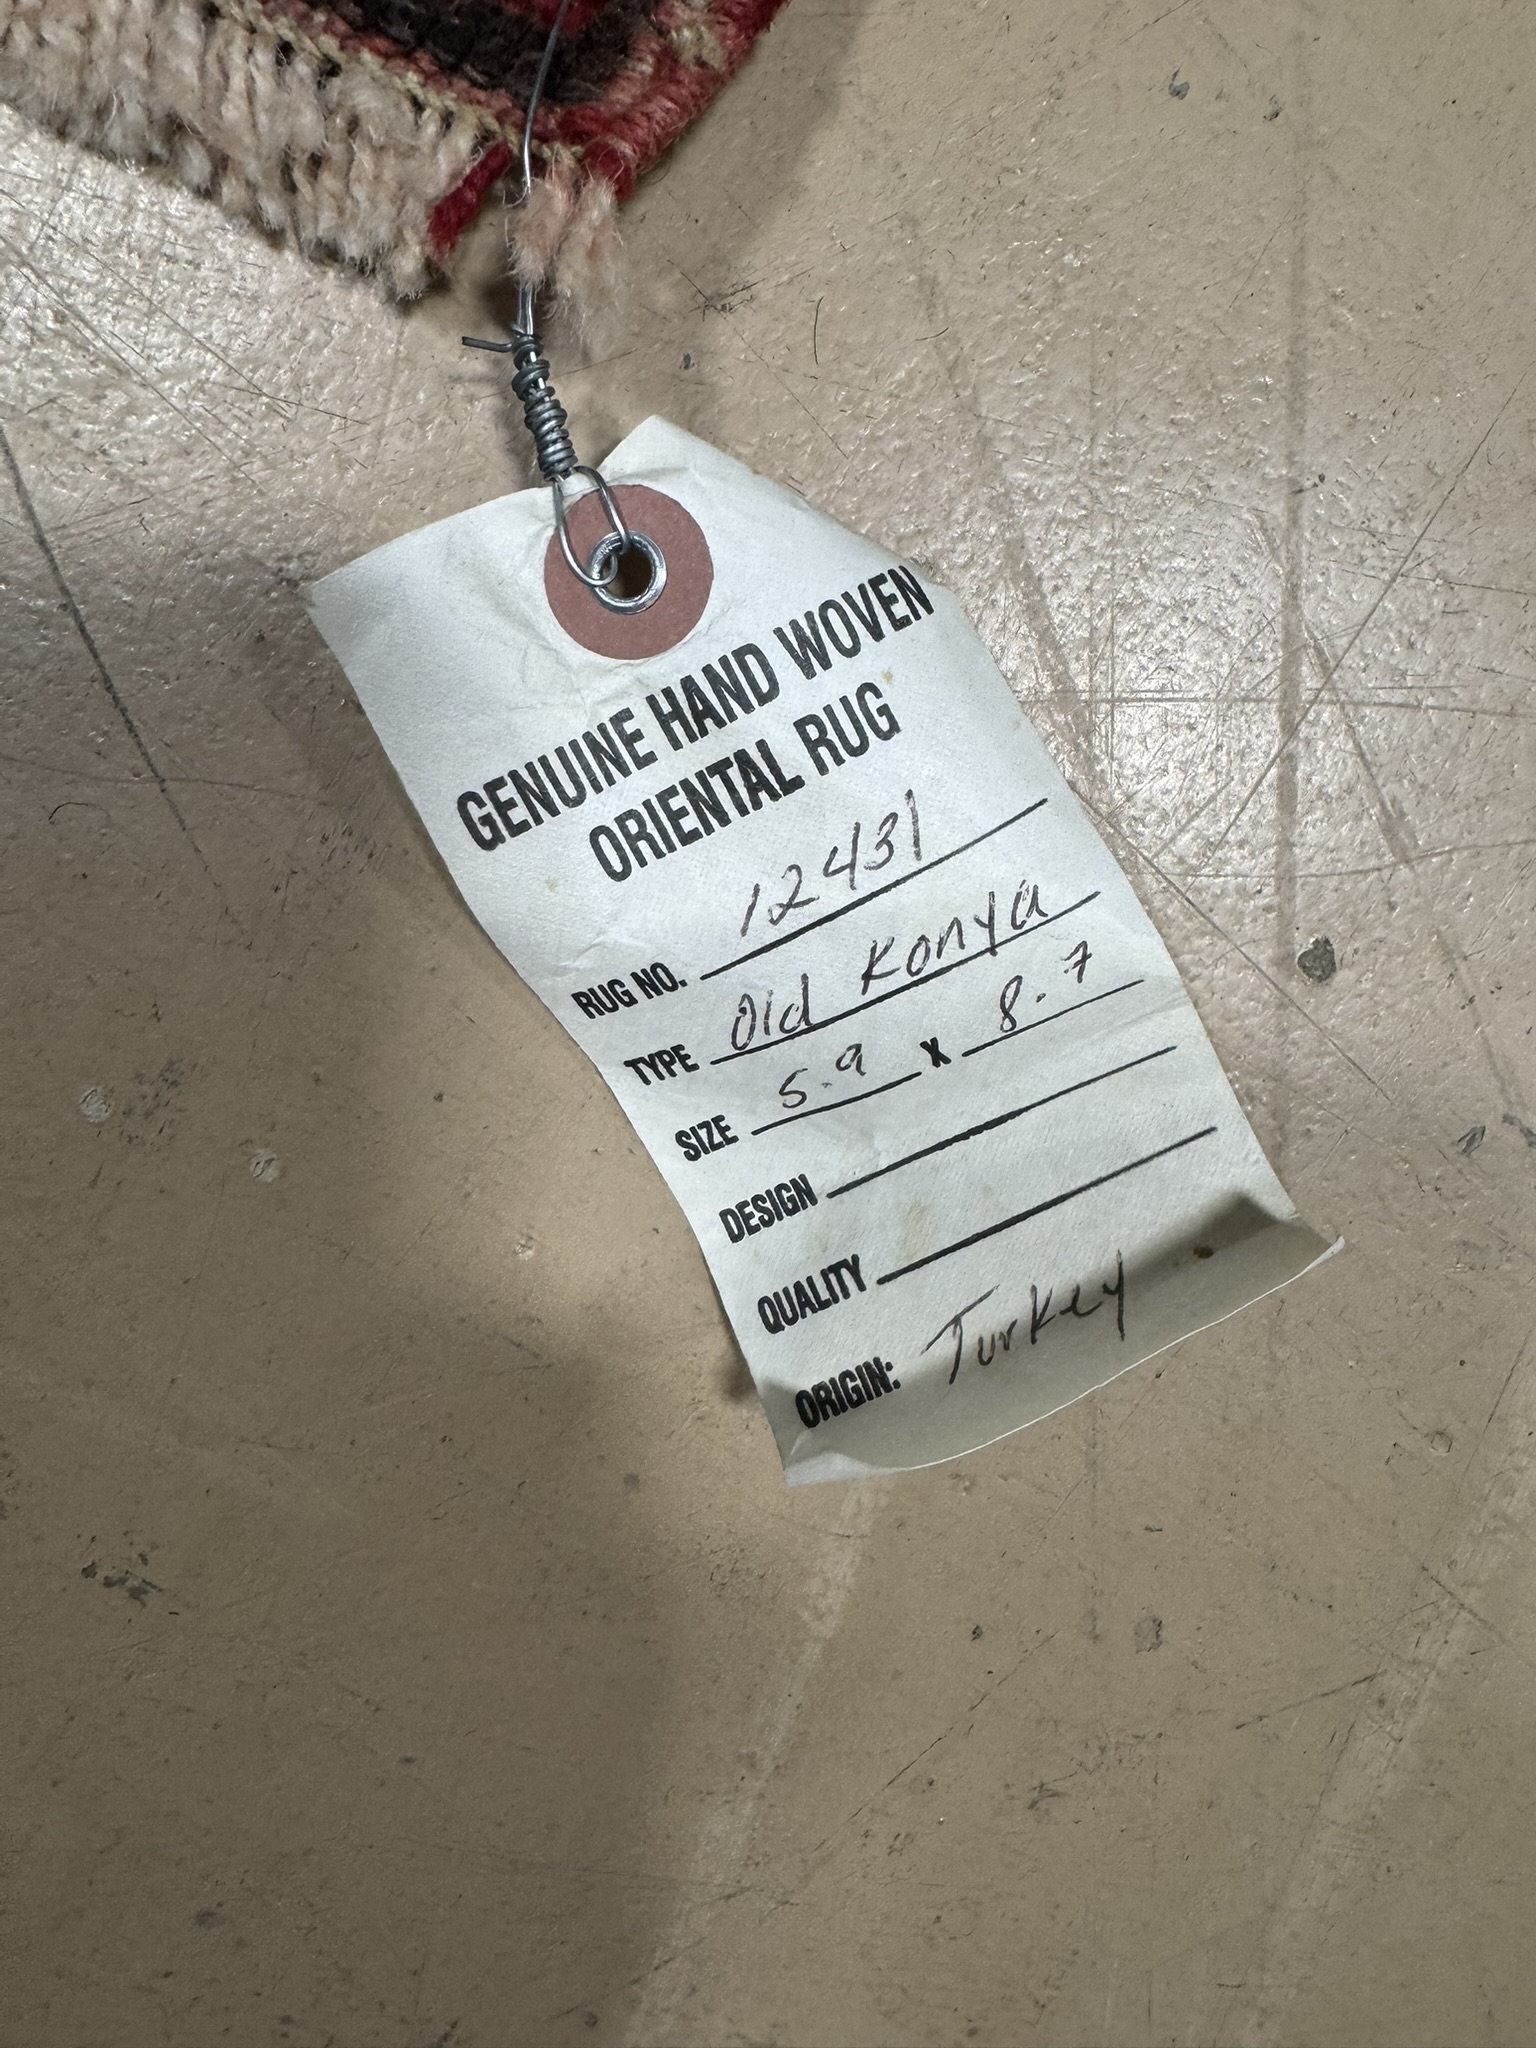 GENUINE HAND WOVEN
ORIENTAL RUG
RUG NO. 12431
TYPE Old Konya
SIZE 5.9 X 8.7
DESIGN
QUALITY
ORIGIN: Turkey